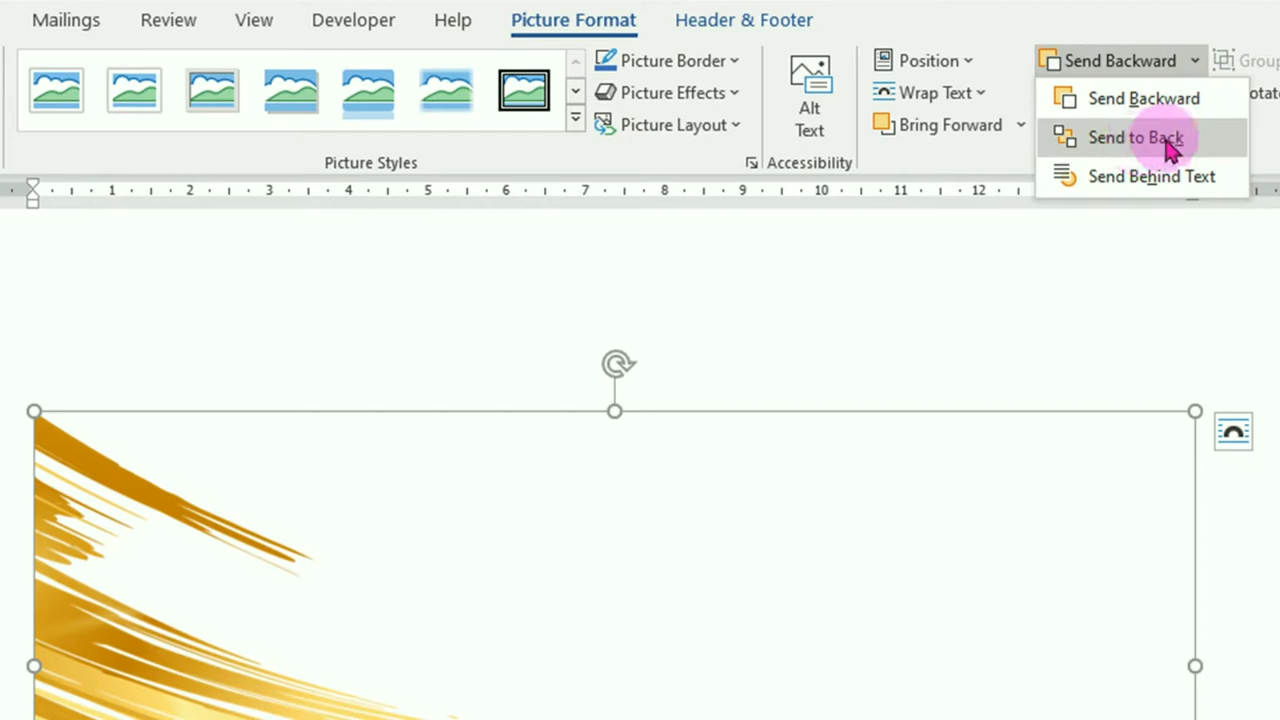 Mailings Review View Developer Help Picture Format Header & Footer
Picture Border
Picture Effects
Picture Layout
Picture Styles
Alt
Text
Accessibility
Position
Wrap Text
Bring Forward
Send Backward
Send Backward
Send to Back
Send Behind Text
1 2 3 4 5 6 7 8 9 10 11 12